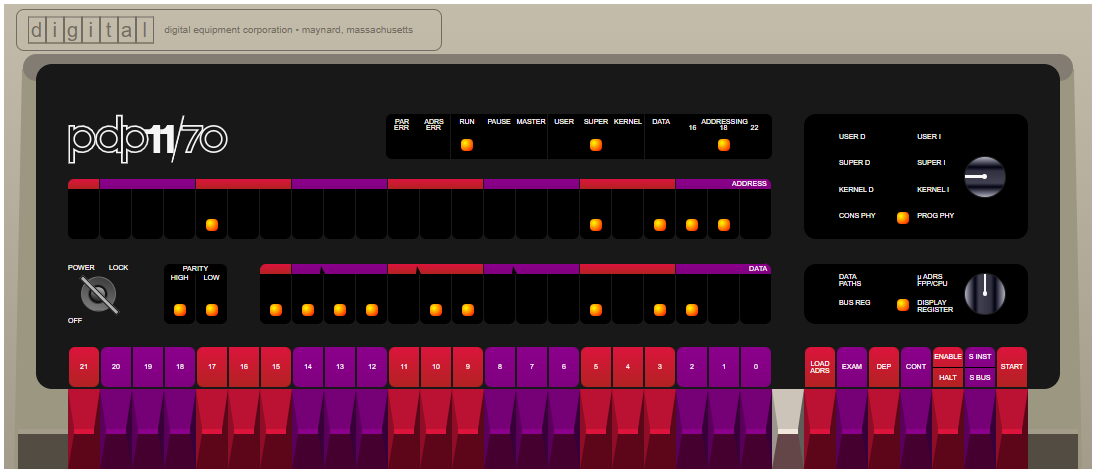 digital digital equipment corporation • maynard, massachusetts
pdp11/70
PAR ERR ADRS ERR RUN PAUSE MASTER USER SUPER KERNEL DATA ADDRESSING 16 18 22
USER D USER I
SUPER D SUPER I
KERNEL D KERNEL I
CONS PHY PROG PHY
ADDRESS
POWER LOCK
OFF
PARITY
HIGH LOW
DATA
DATA PATHS µ ADRS FPP/CPU
BUS REG DISPLAY REGISTER
21 20 19 18 17 16 15 14 13 12 11 10 9 8 7 6 5 4 3 2 1 0
LOAD ADRS EXAM DEP CONT ENABLE HALT S INST S BUS START